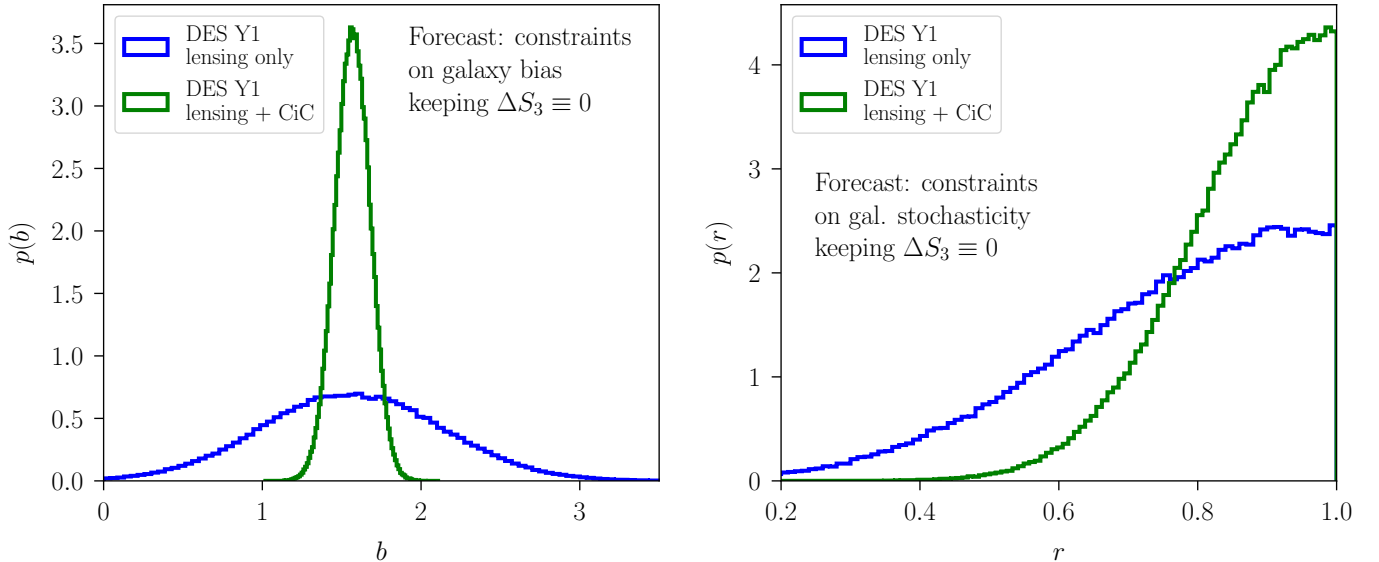 DES Y1
lensing only
DES Y1
lensing + CiC
Forecast: constraints
on galaxy bias
keeping ΔS₃ ≡ 0
p(b)
3.5
3.0
2.5
2.0
1.5
1.0
0.5
0.0
0
1
2
3
b
DES Y1
lensing only
DES Y1
lensing + CiC
Forecast: constraints
on gal. stochasticity
keeping ΔS₃ ≡ 0
p(r)
4
3
2
1
0
0.2
0.4
0.6
0.8
1.0
r